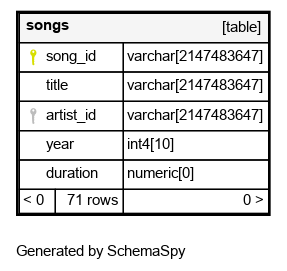 songs [table]
song_id varchar[2147483647]
title varchar[2147483647]
artist_id varchar[2147483647]
year int4[10]
duration numeric[0]
< 0 71 rows 0 >
Generated by SchemaSpy